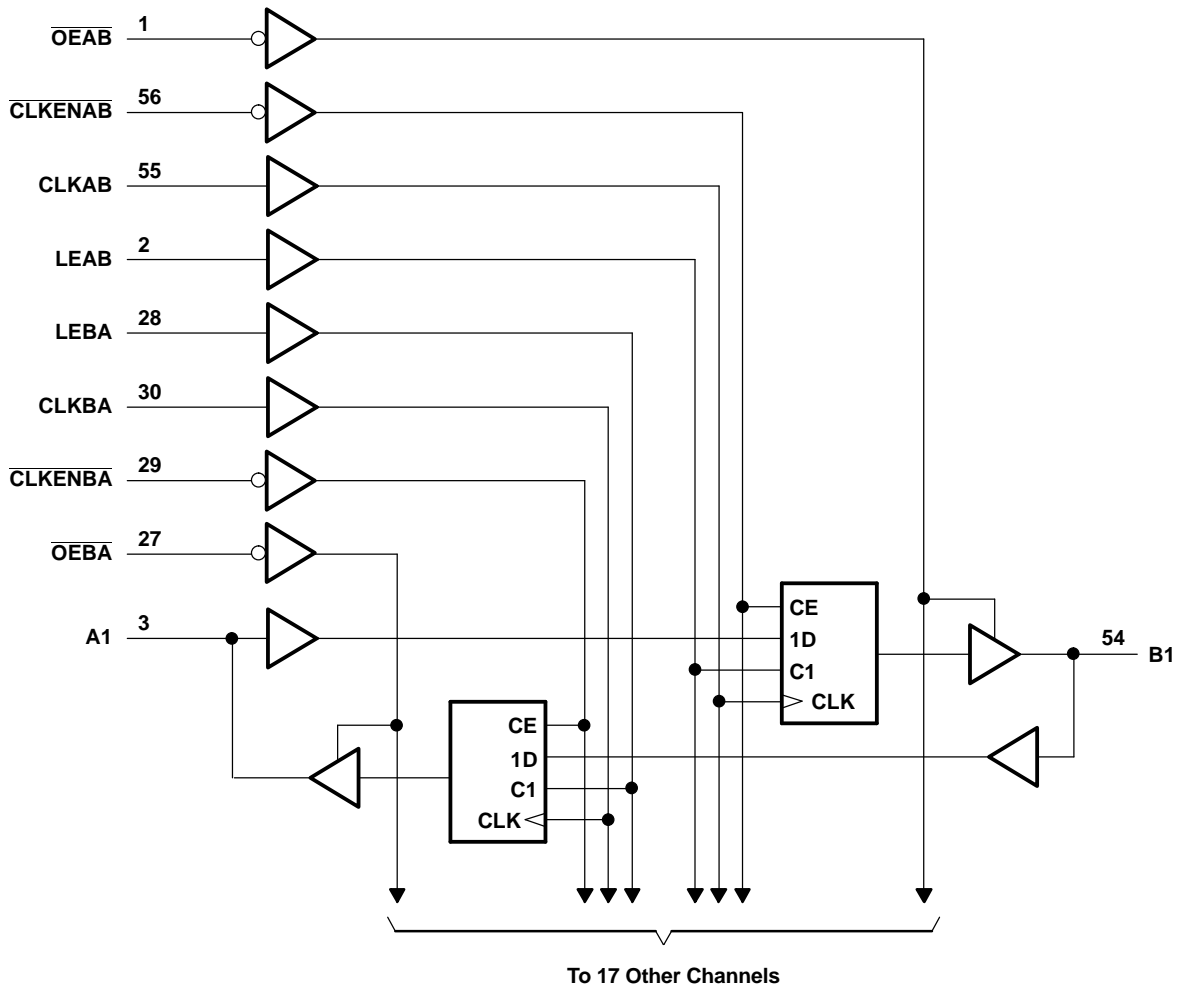 OEAB 1
CLKENAB 56
CLKAB 55
LEAB 2
LEBA 28
CLKBA 30
CLKENBA 29
OEBA 27
A1 3
CE
1D
C1
CLK
54 B1
CE
1D
C1
CLK
To 17 Other Channels